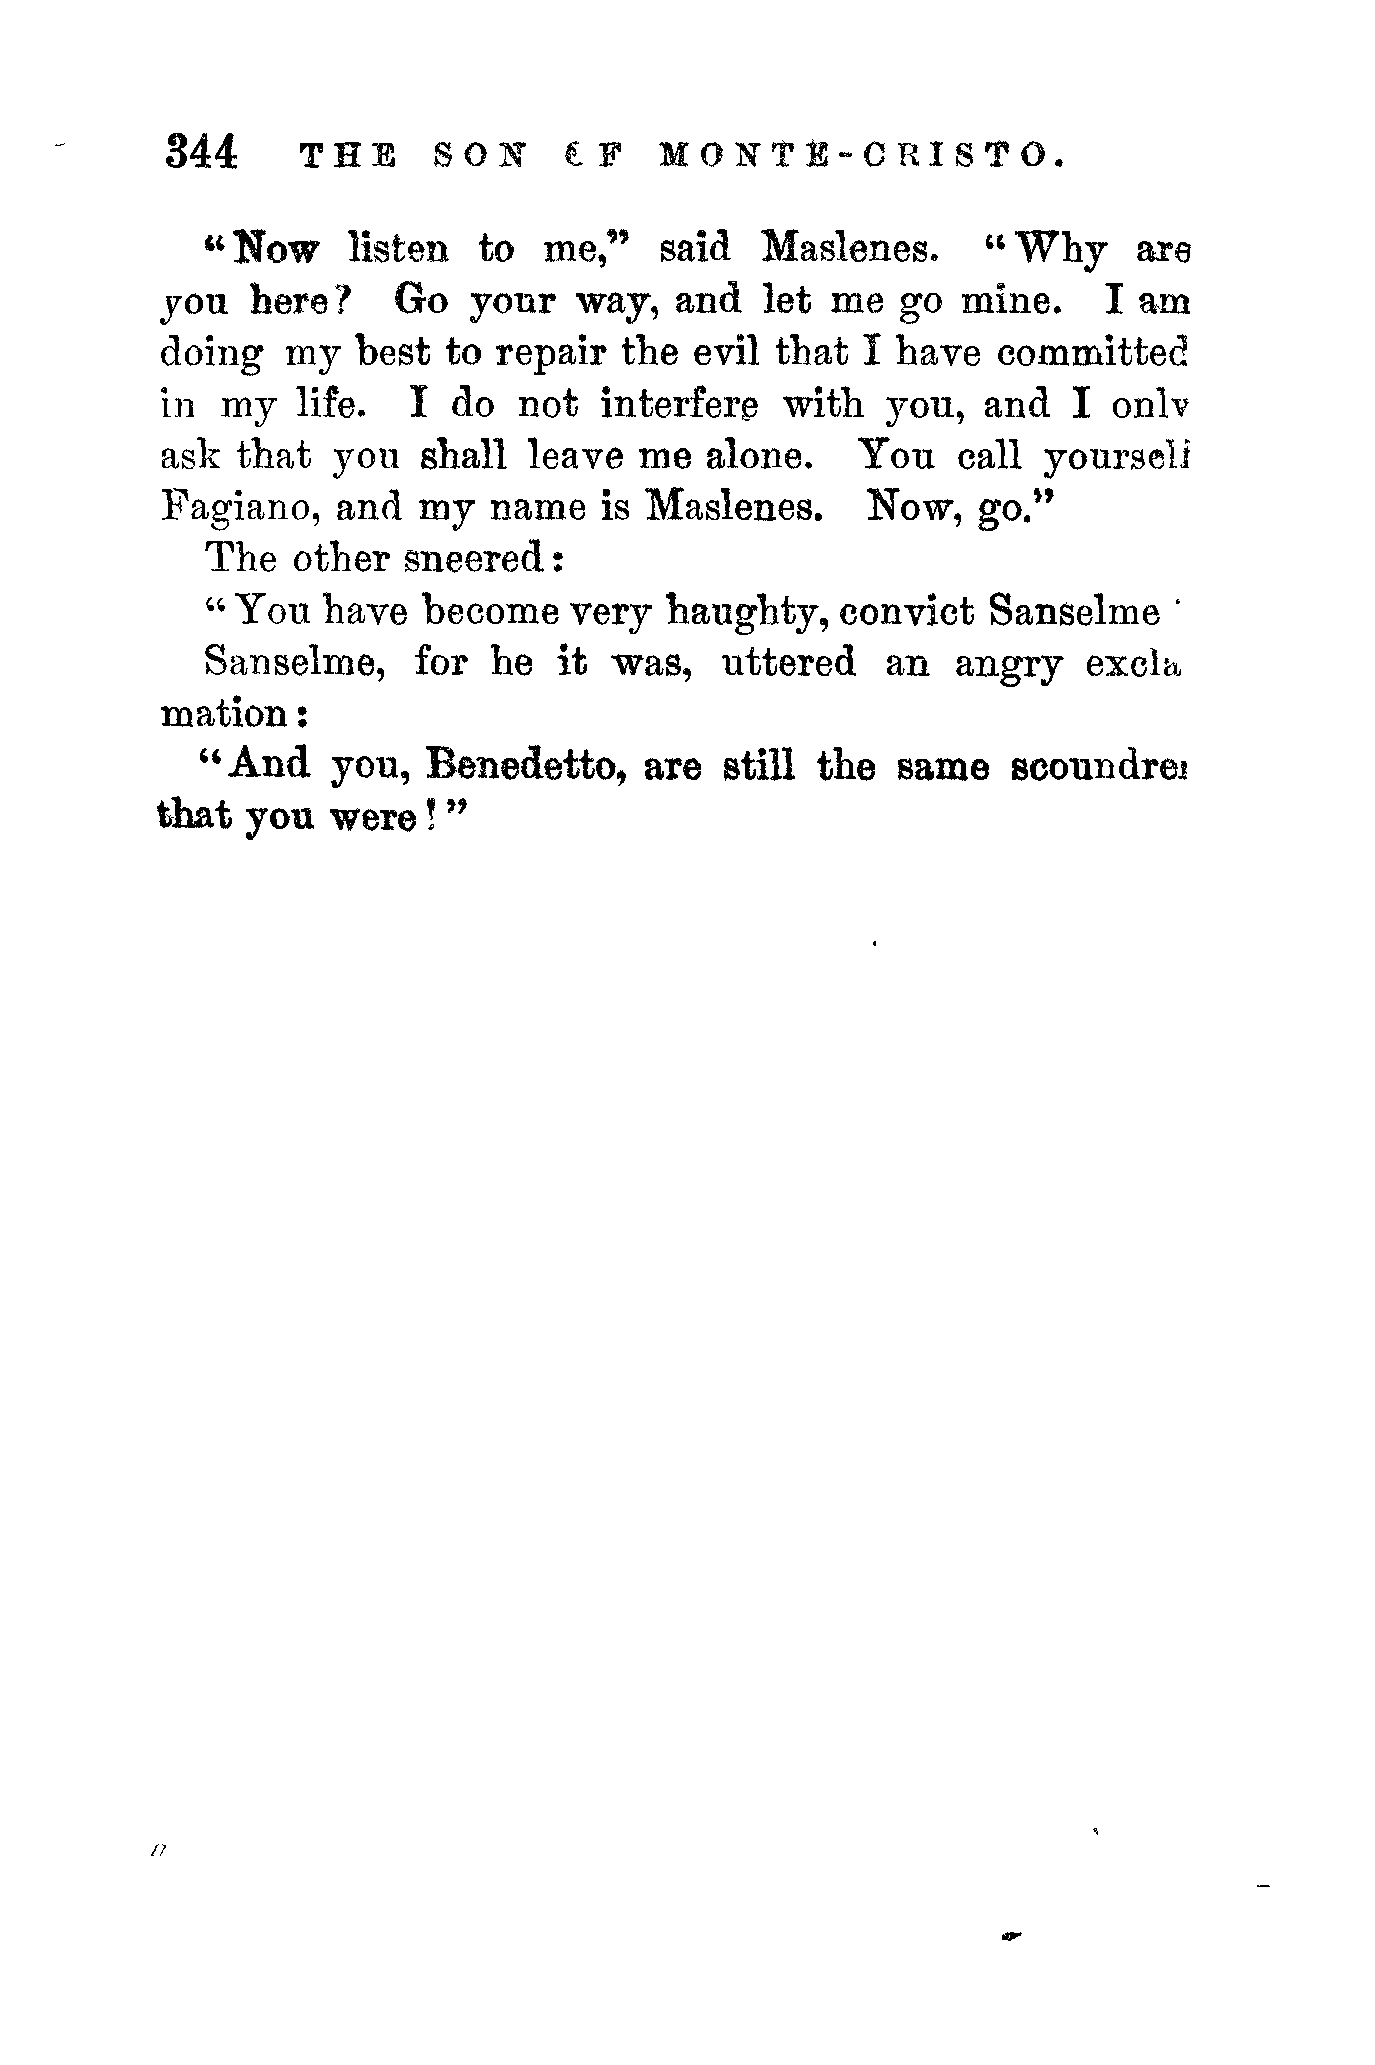 344 THE SON OF MONTE-CRISTO.
"Now listen to me," said Maslenes. "Why are
you here? Go your way, and let me go mine. I am
doing my best to repair the evil that I have committed
in my life. I do not interfere with you, and I only
ask that you shall leave me alone. You call yourself
Fagiano, and my name is Maslenes. Now, go."
The other sneered:
"You have become very haughty, convict Sanselme
Sanselme, for he it was, uttered an angry excla
mation:
"And you, Benedetto, are still the same scoundrel
that you were!"